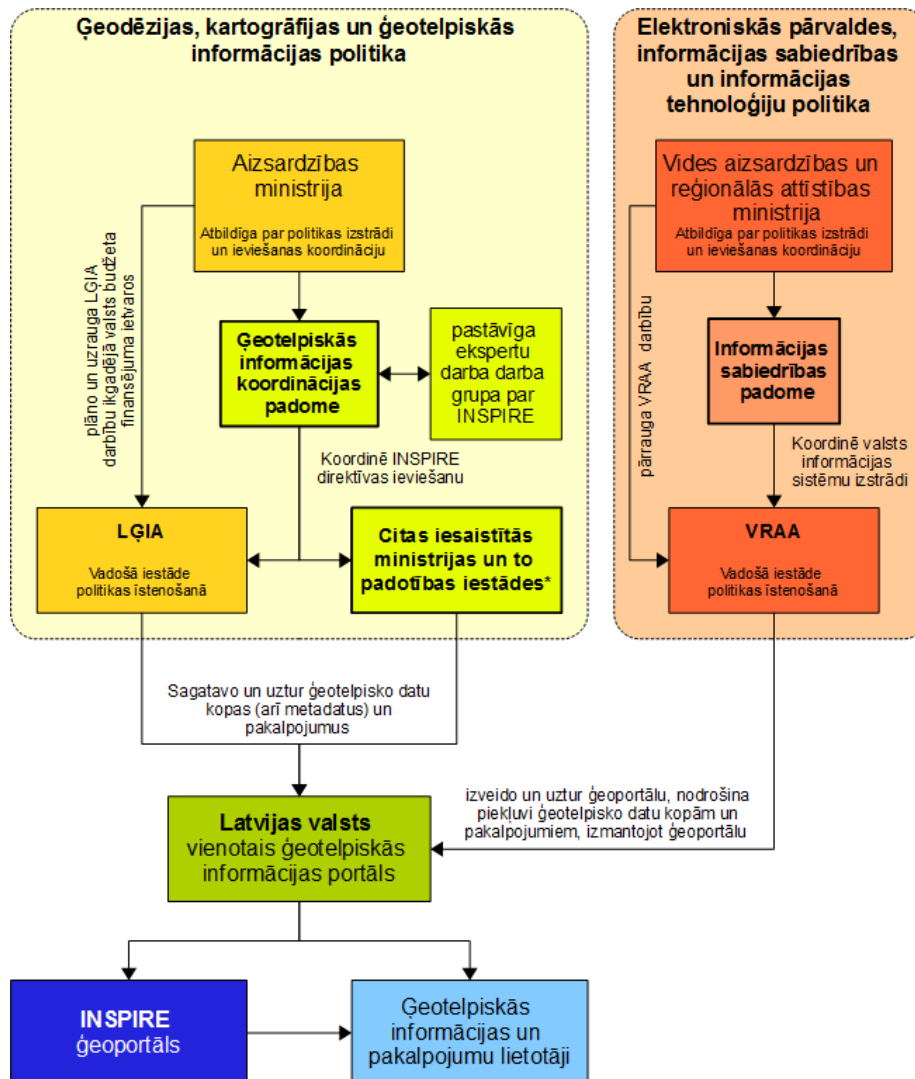 Ģeodēzijas, kartogrāfijas un ģeotelpiskās
informācijas politika
Elektroniskās pārvaldes,
informācijas sabiedrības
un informācijas
tehnoloģiju politika
Aizsardzības
ministrija
Atbildīga par politikas izstrādi
un ieviešanas koordināciju
Vides aizsardzības un
reģionālās attīstības
ministrija
Atbildīga par politikas izstrādi
un ieviešanas koordināciju
plāno un uzrauga LĢIA
darbību ikgadējā valsts budžeta
finansējuma ietvaros
Ģeotelpiskās
informācijas
koordinācijas
padome
pastāvīga
ekspertu
darba darba
grupa par
INSPIRE
pārrauga VRAA darbību
Informācijas
sabiedrības
padome
Koordinē INSPIRE
direktīvas ieviešanu
Koordinē valsts
informācijas
sistēmu izstrādi
LĢIA
Vadošā iestāde
politikas īstenošanā
Citas iesaistītās
ministrijas un to
padotības iestādes*
VRAA
Vadošā iestāde
politikas īstenošanā
Sagatavo un uztur ģeotelpisko datu
kopas (arī metadatus) un
pakalpojumus
izveido un uztur ģeoportālu, nodrošina
piekļuvi ģeotelpisko datu kopām un
pakalpojumiem, izmantojot ģeoportālu
Latvijas valsts
vienotais ģeotelpiskās
informācijas portāls
INSPIRE
ģeoportāls
Ģeotelpiskās
informācijas un
pakalpojumu lietotāji